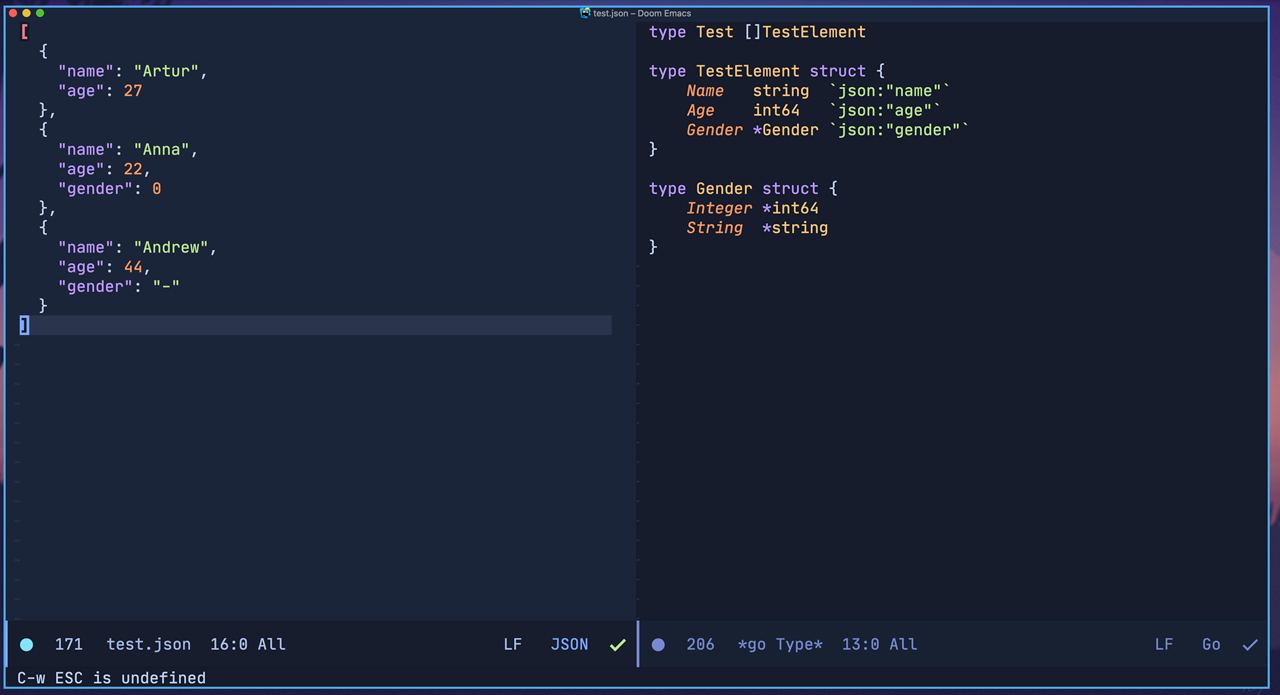 test.json – Doom Emacs
[
  {
    "name": "Artur",
    "age": 27
  },
  {
    "name": "Anna",
    "age": 22,
    "gender": 0
  },
  {
    "name": "Andrew",
    "age": 44,
    "gender": "-"
  }
]
type Test []TestElement

type TestElement struct {
    Name   string  `json:"name"`
    Age    int64   `json:"age"`
    Gender *Gender `json:"gender"`
}

type Gender struct {
    Integer *int64
    String  *string
}
171 test.json 16:0 All LF JSON ✓
206 *go Type* 13:0 All LF Go ✓
C-w ESC is undefined